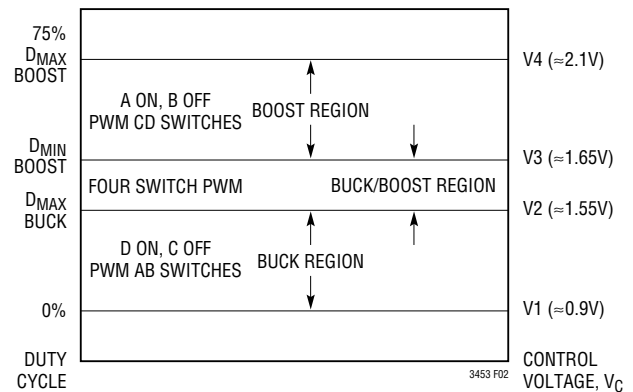 75%
DMAX
BOOST
V4 (≈2.1V)
A ON, B OFF
PWM CD SWITCHES
BOOST REGION
DMIN
BOOST
V3 (≈1.65V)
FOUR SWITCH PWM
BUCK/BOOST REGION
DMAX
BUCK
V2 (≈1.55V)
D ON, C OFF
PWM AB SWITCHES
BUCK REGION
0%
V1 (≈0.9V)
DUTY
CYCLE
3453 F02
CONTROL
VOLTAGE, VC